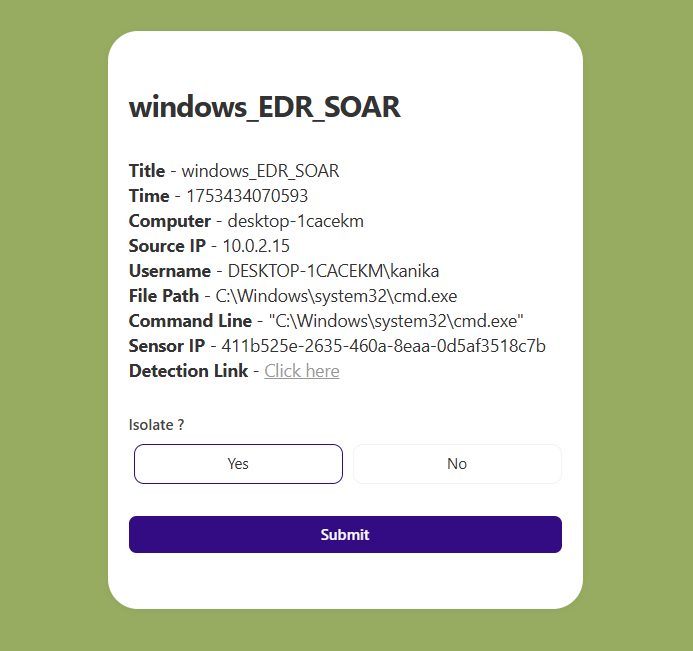 windows_EDR_SOAR
Title - windows_EDR_SOAR
Time - 1753434070593
Computer - desktop-1cacekm
Source IP - 10.0.2.15
Username - DESKTOP-1CACEKM\kanika
File Path - C:\Windows\system32\cmd.exe
Command Line - "C:\Windows\system32\cmd.exe"
Sensor IP - 411b525e-2635-460a-8eaa-0d5af3518c7b
Detection Link - Click here
Isolate ?
Yes No
Submit